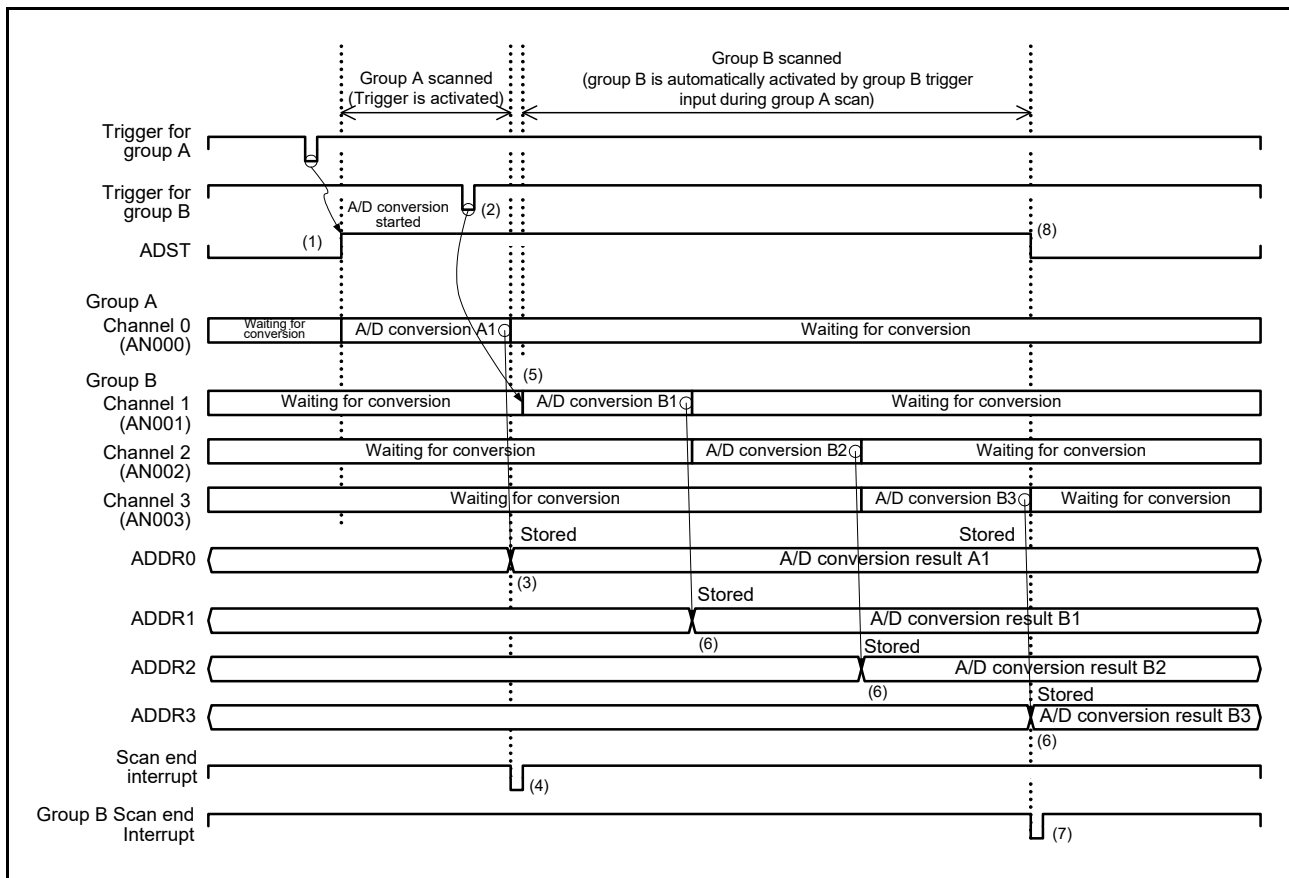 Group A scanned
(Trigger is activated)
Group B scanned
(group B is automatically activated by group B trigger
input during group A scan)
Trigger for
group A
Trigger for
group B
A/D conversion
started
(2)
ADST
(1)
(8)
Group A
Channel 0
(AN000)
Waiting for
conversion
A/D conversion A1
Waiting for conversion
Group B
(5)
Channel 1
(AN001)
Waiting for conversion
A/D conversion B1
Waiting for conversion
Channel 2
(AN002)
Waiting for conversion
A/D conversion B2
Waiting for conversion
Channel 3
(AN003)
Waiting for conversion
A/D conversion B3
Waiting for conversion
Stored
Stored
ADDR0
A/D conversion result A1
(3)
Stored
ADDR1
A/D conversion result B1
(6)
Stored
ADDR2
A/D conversion result B2
(6)
Stored
ADDR3
A/D conversion result B3
(6)
Scan end
interrupt
(4)
Group B Scan end
Interrupt
(7)